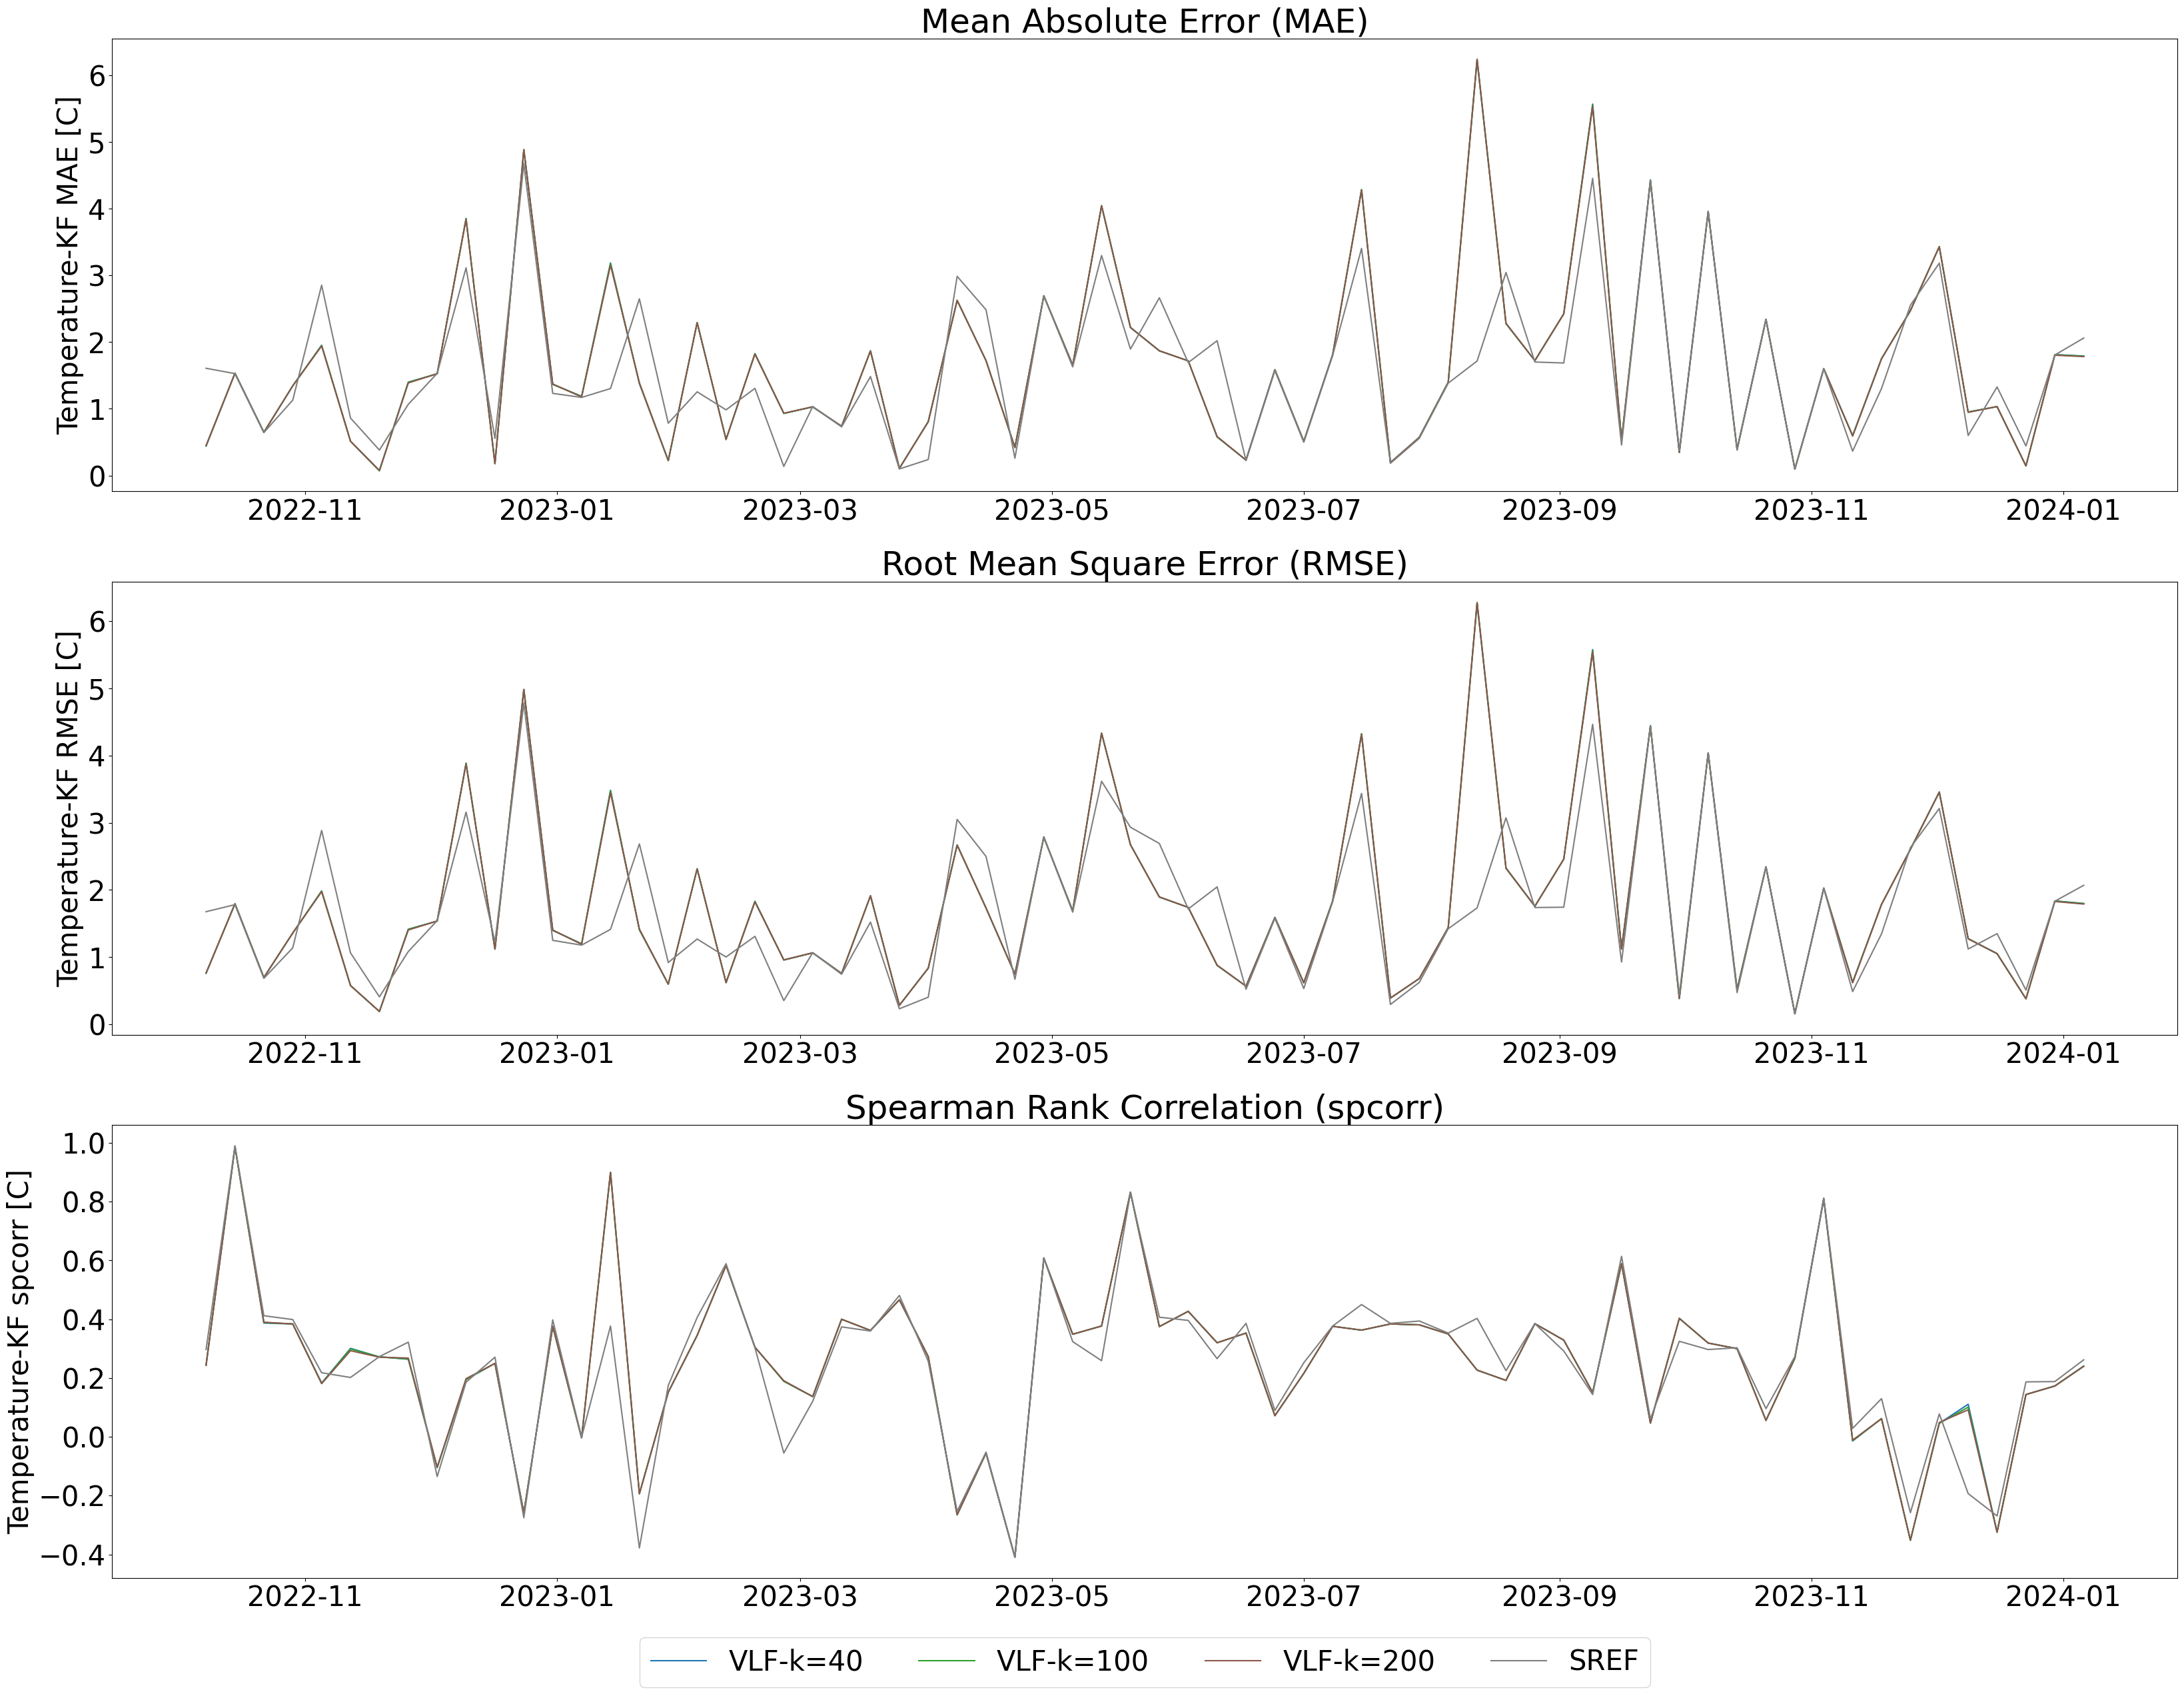 Mean Absolute Error (MAE)
Temperature-KF MAE [C]
6
5
4
3
2
1
0
2022-11 2023-01 2023-03 2023-05 2023-07 2023-09 2023-11 2024-01
Root Mean Square Error (RMSE)
Temperature-KF RMSE [C]
6
5
4
3
2
1
0
2022-11 2023-01 2023-03 2023-05 2023-07 2023-09 2023-11 2024-01
Spearman Rank Correlation (spcorr)
Temperature-KF spcorr [C]
1.0
0.8
0.6
0.4
0.2
0.0
−0.2
−0.4
2022-11 2023-01 2023-03 2023-05 2023-07 2023-09 2023-11 2024-01
VLF-k=40 VLF-k=100 VLF-k=200 SREF